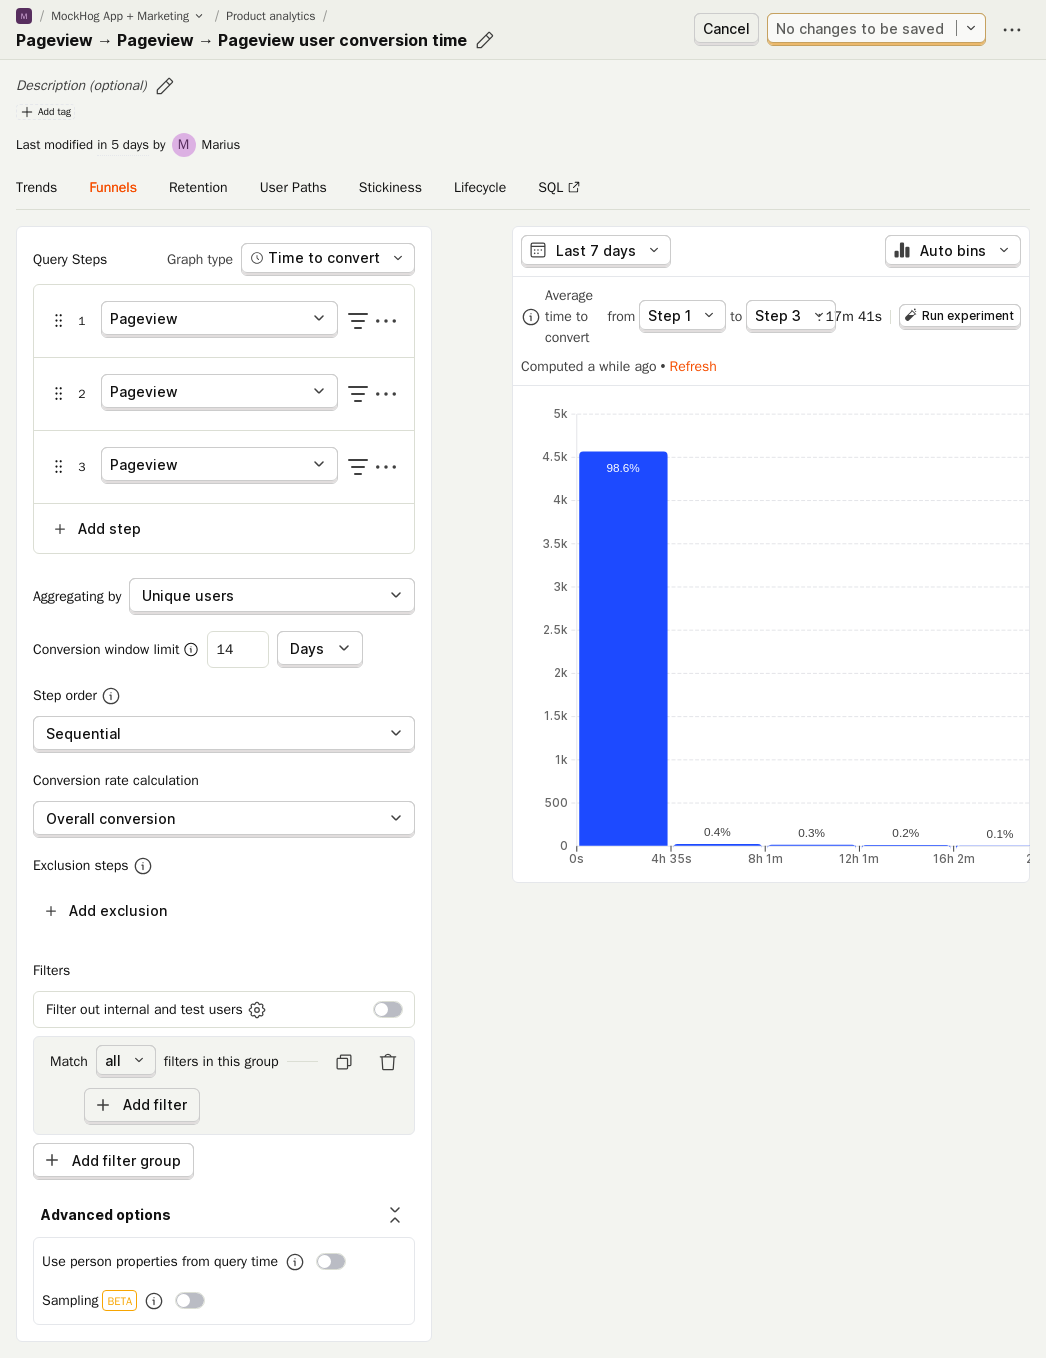 M / MockHog App + Marketing / Product analytics /
Pageview → Pageview → Pageview user conversion time
Cancel
No changes to be saved
Description (optional)
Add tag
Last modified in 5 days by M Marius
Trends Funnels Retention User Paths Stickiness Lifecycle SQL
Query Steps Graph type Time to convert
1 Pageview
2 Pageview
3 Pageview
Add step
Aggregating by Unique users
Conversion window limit 14 Days
Step order
Sequential
Conversion rate calculation
Overall conversion
Exclusion steps
Add exclusion
Filters
Filter out internal and test users
Match all filters in this group
Add filter
Add filter group
Advanced options
Use person properties from query time
Sampling BETA
Last 7 days Auto bins
Average
time to
convert
from Step 1 to Step 3 : 17m 41s Run experiment
Computed a while ago • Refresh
5k
4.5k
98.6%
4k
3.5k
3k
2.5k
2k
1.5k
1k
500
0.4% 0.3% 0.2% 0.1%
0
0s 4h 35s 8h 1m 12h 1m 16h 2m